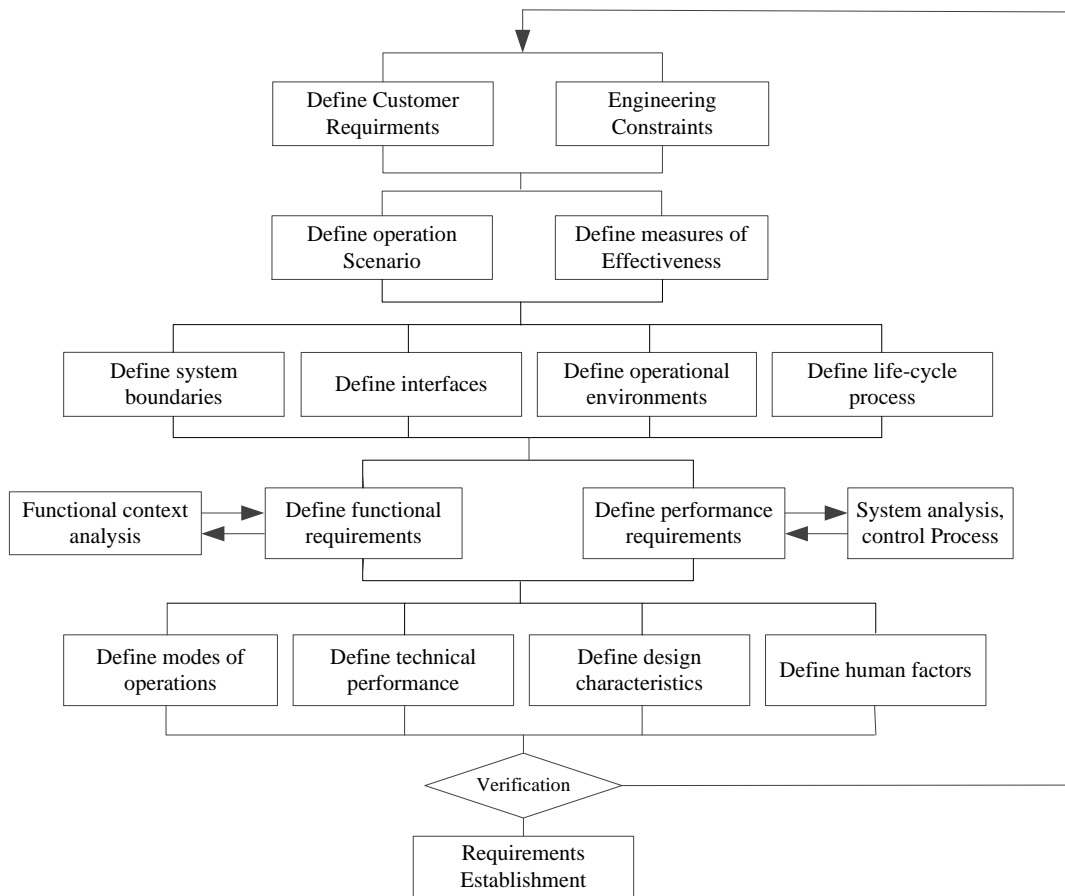 Define Customer
Requirments
Engineering
Constraints
Define operation
Scenario
Define measures of
Effectiveness
Define system
boundaries
Define interfaces
Define operational
environments
Define life-cycle
process
Functional context
analysis
Define functional
requirements
Define performance
requirements
System analysis,
control Process
Define modes of
operations
Define technical
performance
Define design
characteristics
Define human factors
Verification
Requirements
Establishment